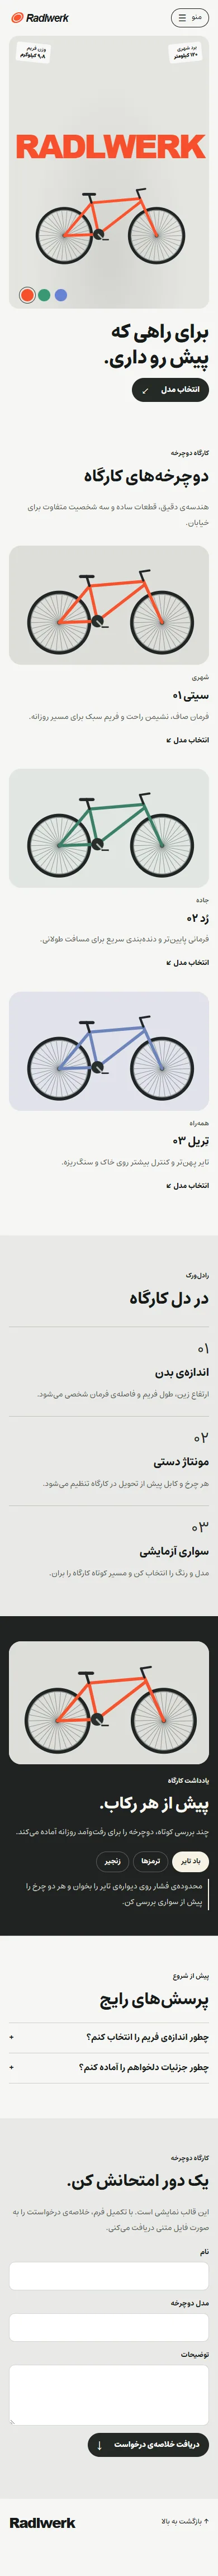 Radlwerk
منو
برد شهری
۱۲۰ کیلومتر
وزن فریم
۹٫۸ کیلوگرم
RADLWERK
برای راهی که
پیش رو داری.
انتخاب مدل ↙
کارگاه دوچرخه
دوچرخه‌های کارگاه
هندسه‌ی دقیق، قطعات ساده و سه شخصیت متفاوت برای
خیابان.
شهری
سیتی ۰۱
فرمان صاف، نشیمن راحت و فریم سبک برای مسیر روزانه.
انتخاب مدل ↙
جاده
رُد ۰۲
فرمانی پایین‌تر و دنده‌بندی سریع برای مسافت طولانی.
انتخاب مدل ↙
همه‌راه
تِریل ۰۳
تایر پهن‌تر و کنترل بیشتر روی خاک و سنگ‌ریزه.
انتخاب مدل ↙
رادل‌ورک
در دل کارگاه
۰۱
اندازه‌ی بدن
ارتفاع زین، طول فریم و فاصله‌ی فرمان شخصی می‌شود.
۰۲
مونتاژ دستی
هر چرخ و کابل پیش از تحویل در کارگاه تنظیم می‌شود.
۰۳
سواری آزمایشی
مدل و رنگ را انتخاب کن و مسیر کوتاه کارگاه را بران.
یادداشت کارگاه
پیش از هر رکاب.
چند بررسی کوتاه، دوچرخه را برای رفت‌وآمد روزانه آماده می‌کند.
باد تایر
ترمزها
زنجیر
محدوده‌ی فشار روی دیواره‌ی تایر را بخوان و هر دو چرخ را
پیش از سواری بررسی کن.
پیش از شروع
پرسش‌های رایج
چطور اندازه‌ی فریم را انتخاب کنم؟ +
چطور جزئیات دلخواهم را آماده کنم؟ +
کارگاه دوچرخه
یک دور امتحانش کن.
این قالب نمایشی است. با تکمیل فرم، خلاصه‌ی درخواستت را به
صورت فایل متنی دریافت می‌کنی.
نام
مدل دوچرخه
توضیحات
دریافت خلاصه‌ی درخواست ↓
↑ بازگشت به بالا
Radlwerk